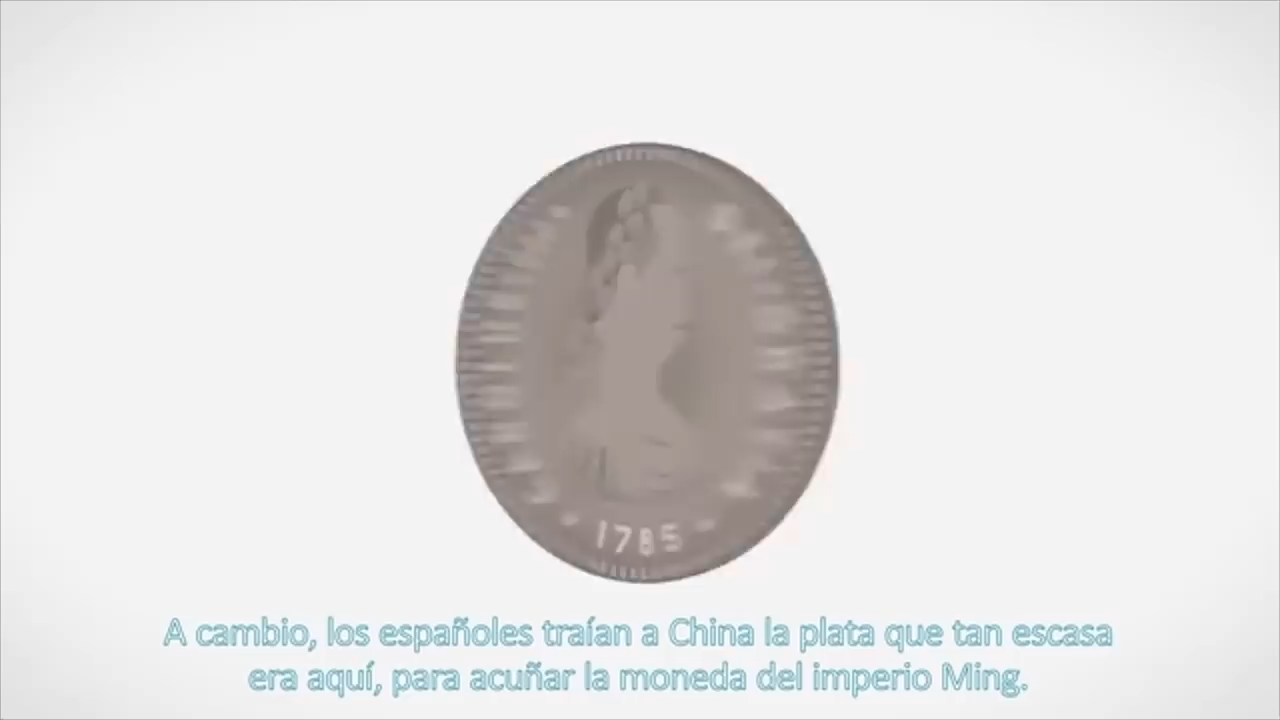 1785
A cambio, los españoles traían a China la plata que tan escasa
era aquí, para acuñar la moneda del imperio Ming.